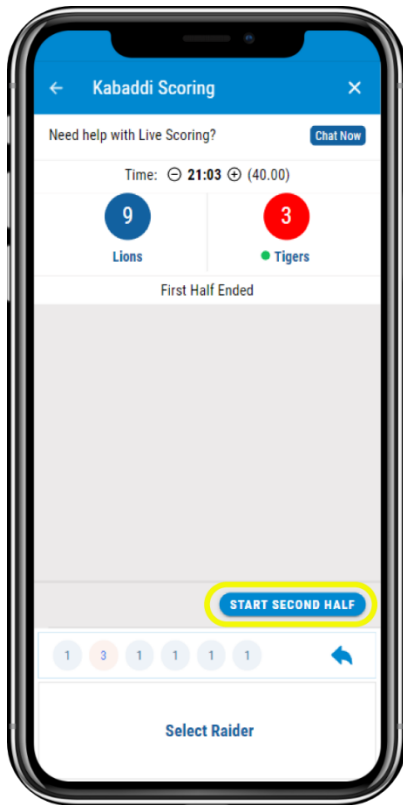 Kabaddi Scoring
Need help with Live Scoring? Chat Now
Time: 21:03 (40.00)
9 3
Lions Tigers
First Half Ended
START SECOND HALF
1 3 1 1 1 1
Select Raider